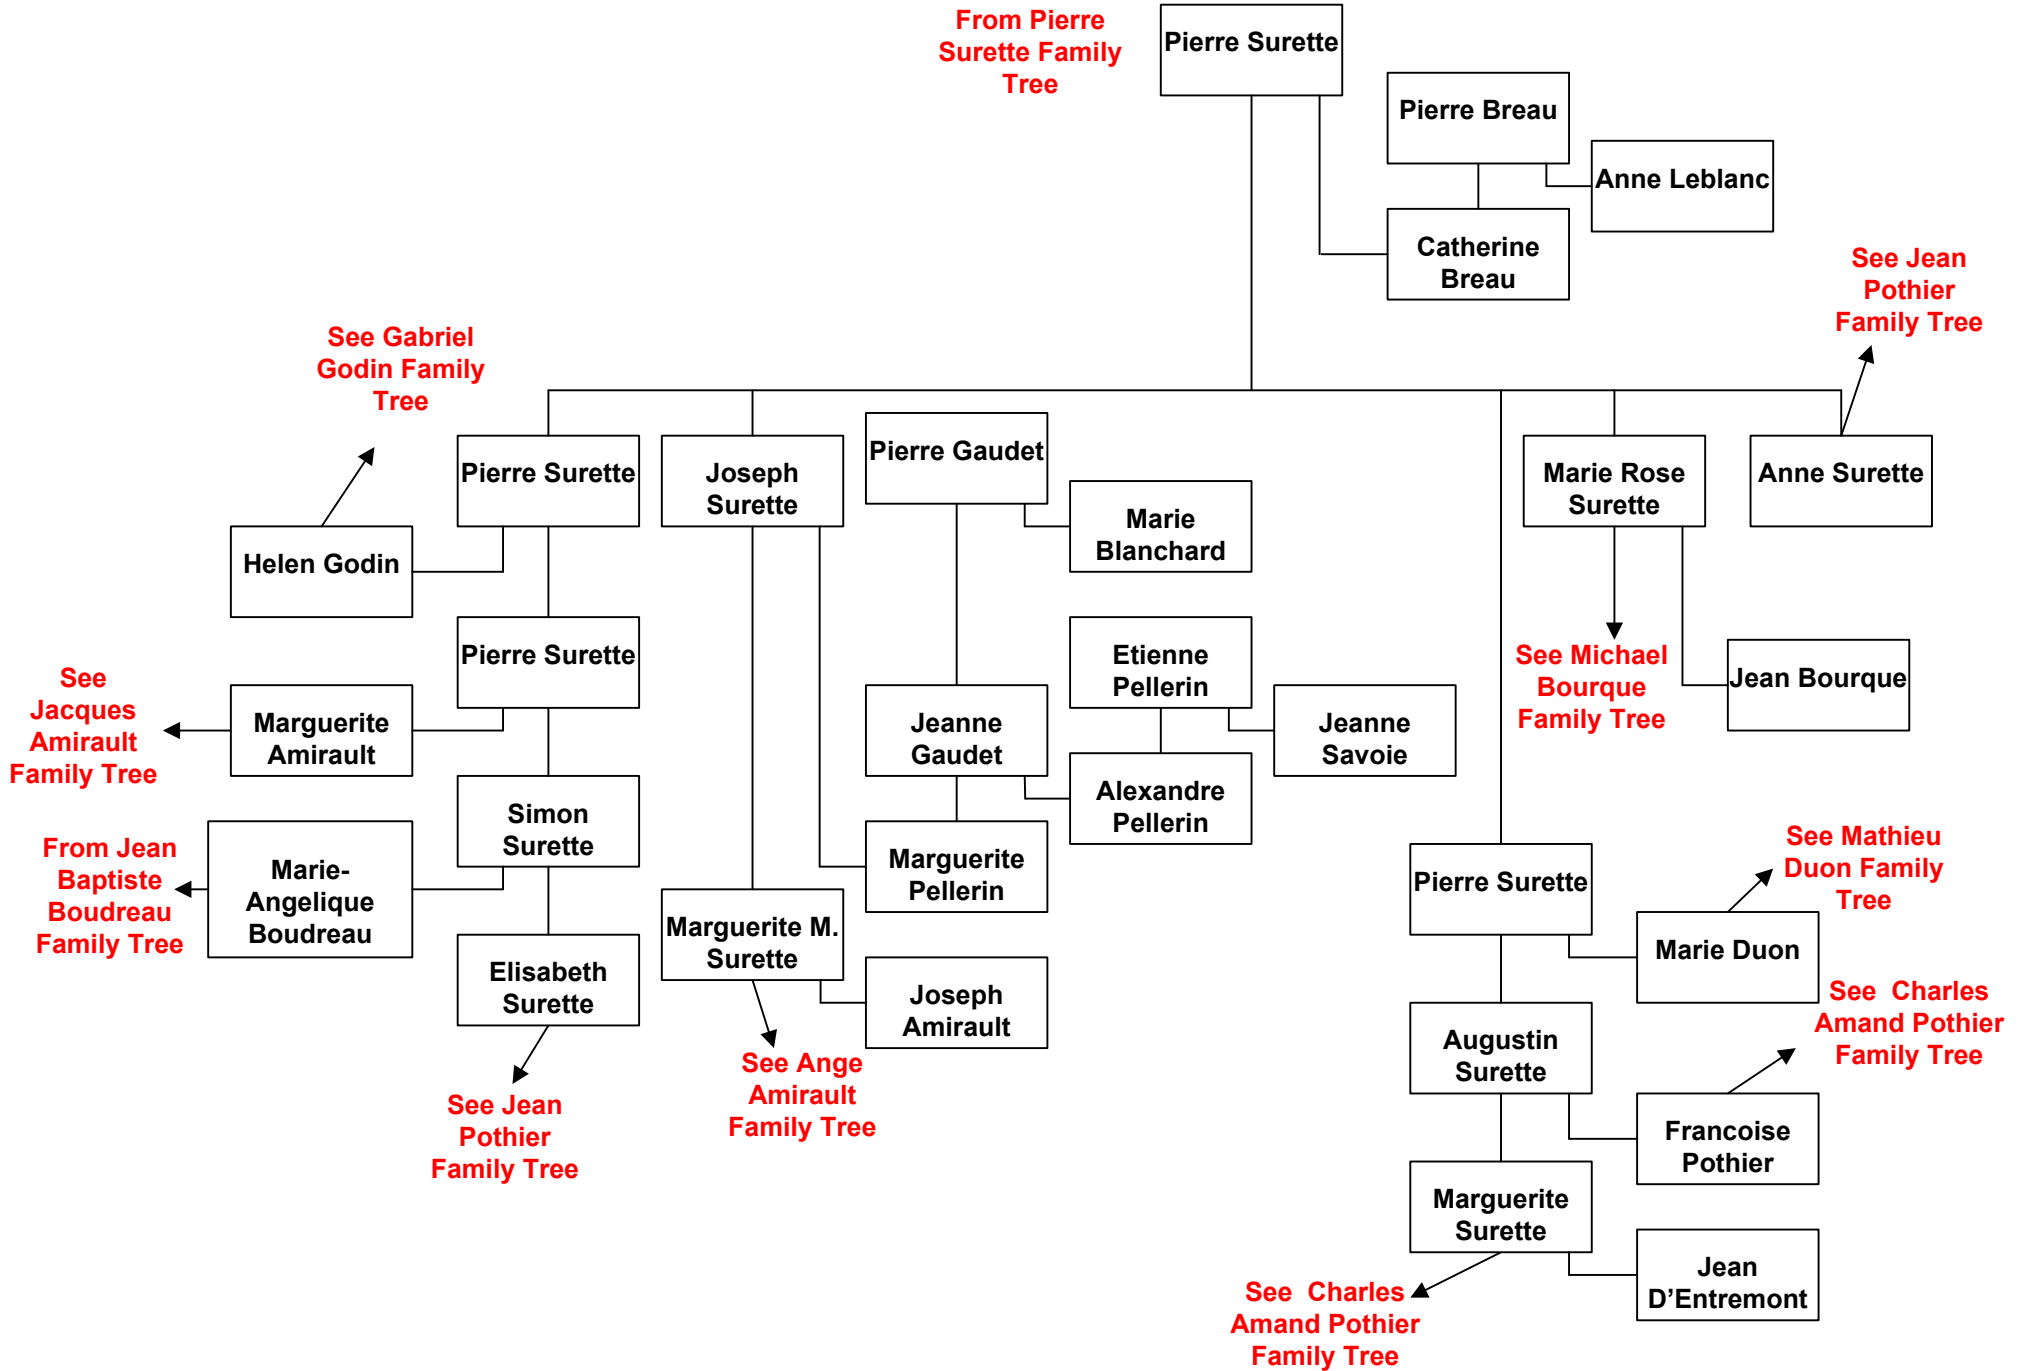 From Pierre
Surette Family
Tree
Pierre Surette
Pierre Breau
Anne Leblanc
Catherine
Breau
See Jean
Pothier
Family Tree
See Gabriel
Godin Family
Tree
Pierre Surette
Joseph
Surette
Pierre Gaudet
Marie
Blanchard
Marie Rose
Surette
Anne Surette
Helen Godin
Pierre Surette
Etienne
Pellerin
See Michael
Bourque
Family Tree
Jean Bourque
See
Jacques
Amirault
Family Tree
Marguerite
Amirault
Jeanne
Gaudet
Jeanne
Savoie
Alexandre
Pellerin
Simon
Surette
From Jean
Baptiste
Boudreau
Family Tree
Marie-
Angelique
Boudreau
Marguerite
Pellerin
Pierre Surette
See Mathieu
Duon Family
Tree
Marguerite M.
Surette
Marie Duon
Elisabeth
Surette
Joseph
Amirault
See  Charles
Amand Pothier
Family Tree
Augustin
Surette
See Ange
Amirault
Family Tree
See Jean
Pothier
Family Tree
Francoise
Pothier
Marguerite
Surette
Jean
D’Entremont
See  Charles
Amand Pothier
Family Tree